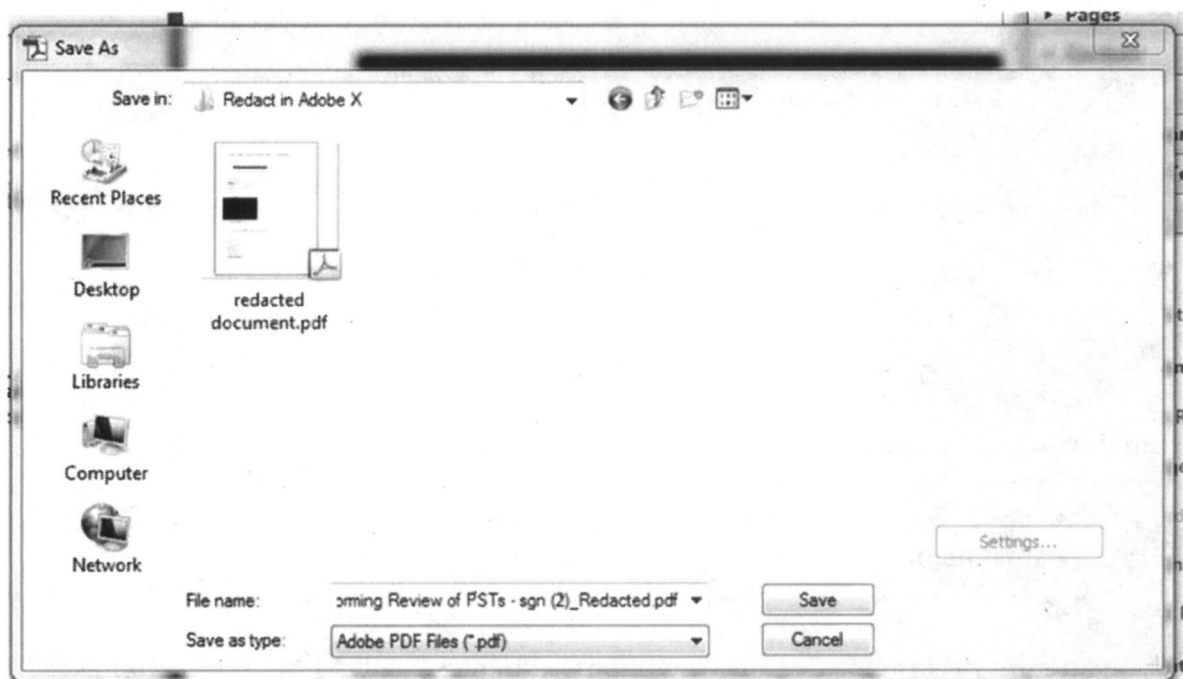 Pages
Save As
Save in:
Redact in Adobe X
Recent Places
Desktop
Libraries
Computer
Network
redacted
document.pdf
Settings...
File name:
orming Review of PSTs - sgn (2)_Redacted.pdf
Save
Save as type:
Adobe PDF Files (*.pdf)
Cancel